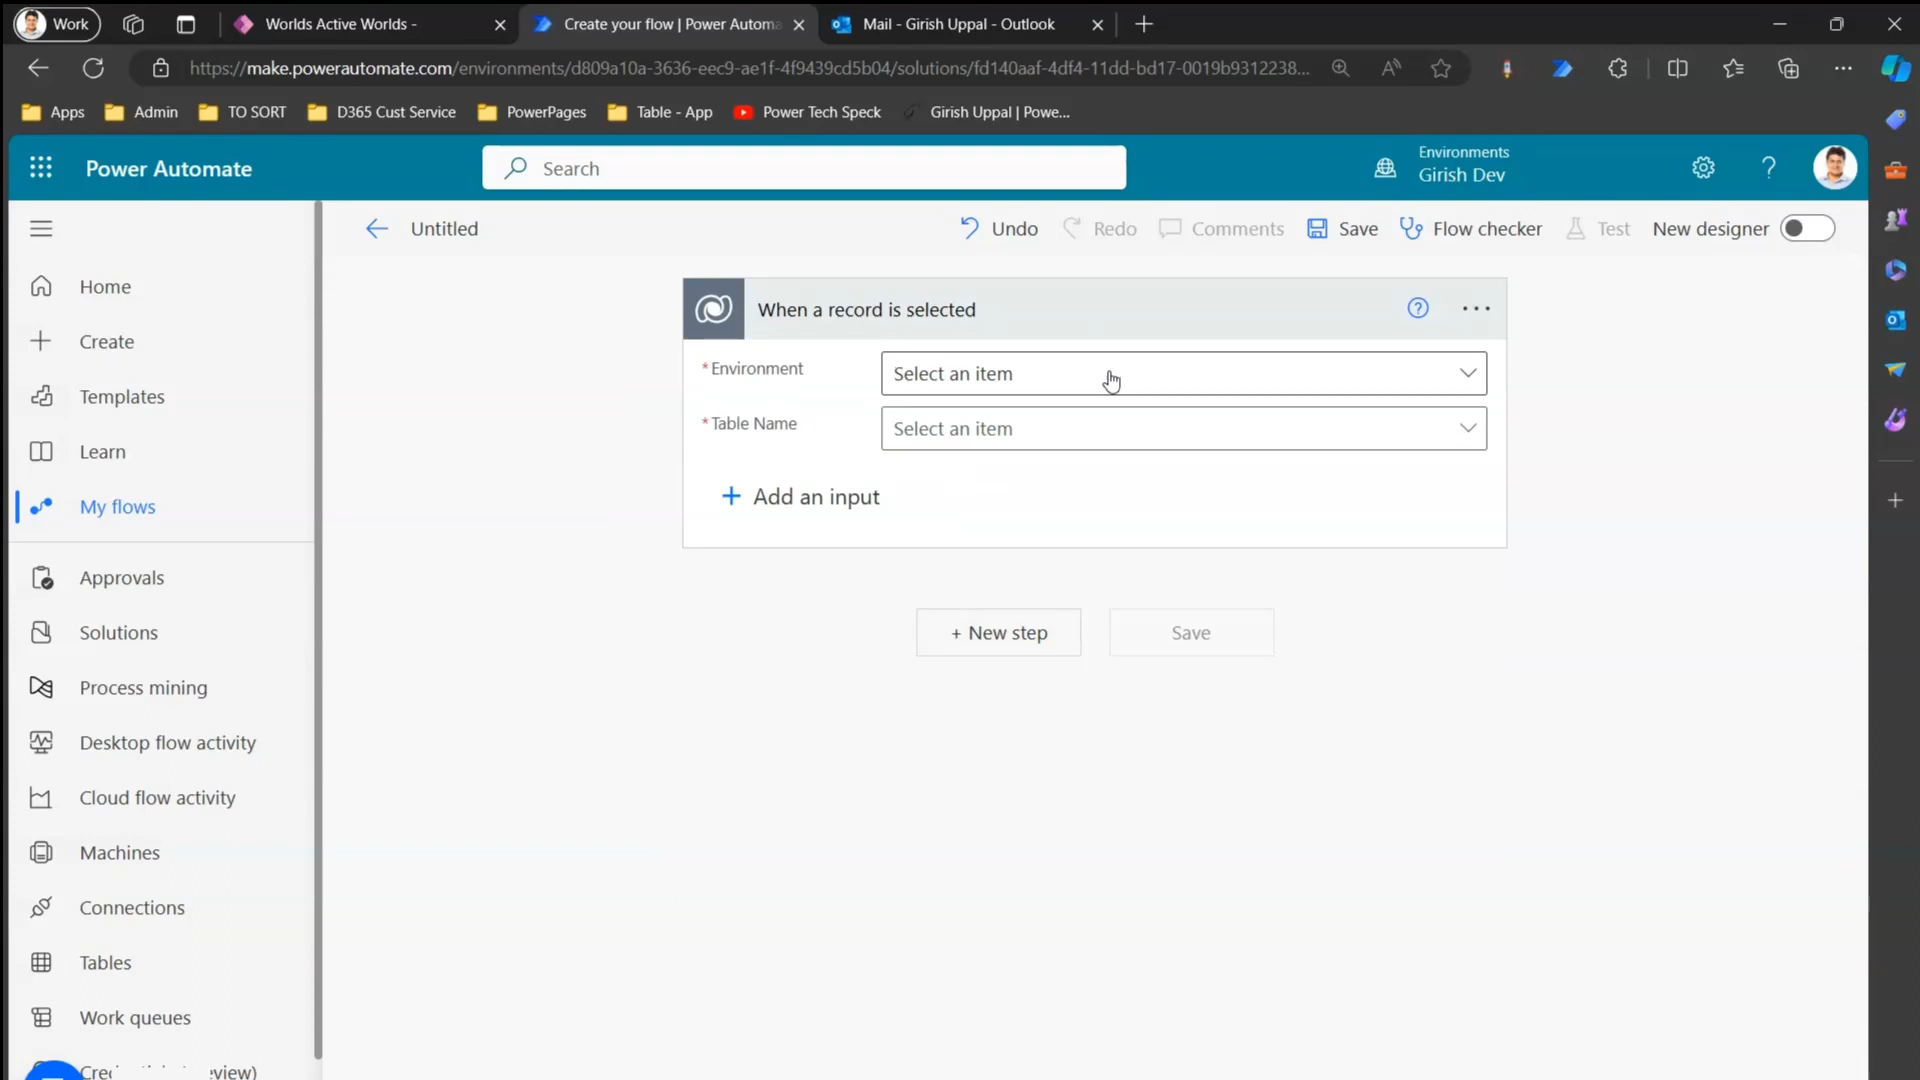 Work
Worlds Active Worlds -
Create your flow | Power Automa
Mail - Girish Uppal - Outlook
https://make.powerautomate.com/environments/d809a10a-3636-eec9-ae1f-4f9439cd5b04/solutions/fd140aaf-4df4-11dd-bd17-0019b9312238...
Apps
Admin
TO SORT
D365 Cust Service
PowerPages
Table - App
Power Tech Speck
Girish Uppal | Powe...
Power Automate
Search
Environments
Girish Dev
Untitled
Undo
Redo
Comments
Save
Flow checker
Test
New designer
Home
Create
Templates
Learn
My flows
Approvals
Solutions
Process mining
Desktop flow activity
Cloud flow activity
Machines
Connections
Tables
Work queues
When a record is selected
* Environment
Select an item
* Table Name
Select an item
+ Add an input
+ New step
Save